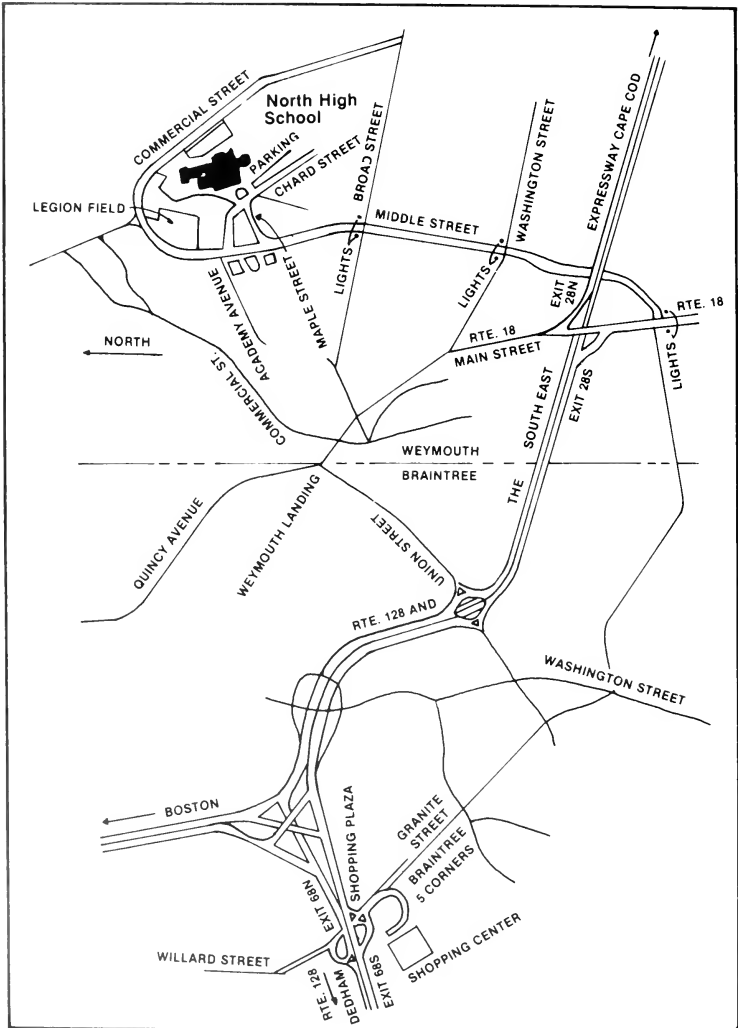 COMMERCIAL STREET
North High
School
PARKING
CHARD STREET
BROAD STREET
WASHINGTON STREET
EXPRESSWAY CAPE COD
LEGION FIELD
MIDDLE STREET
LIGHTS
LIGHTS
EXIT
28N
RTE. 18
RTE. 18
MAIN STREET
LIGHTS
NORTH
ACADEMY AVENUE
MAPLE STREET
COMMERCIAL ST.
THE SOUTH EAST
EXIT 28S
WEYMOUTH
BRAINTREE
QUINCY AVENUE
WEYMOUTH LANDING
UNION STREET
RTE. 128 AND
WASHINGTON STREET
BOSTON
SHOPPING PLAZA
GRANITE
STREET
BRAINTREE
5 CORNERS
EXIT 68N
WILLARD STREET
RTE. 128
DEDHAM
EXIT 68S
SHOPPING CENTER